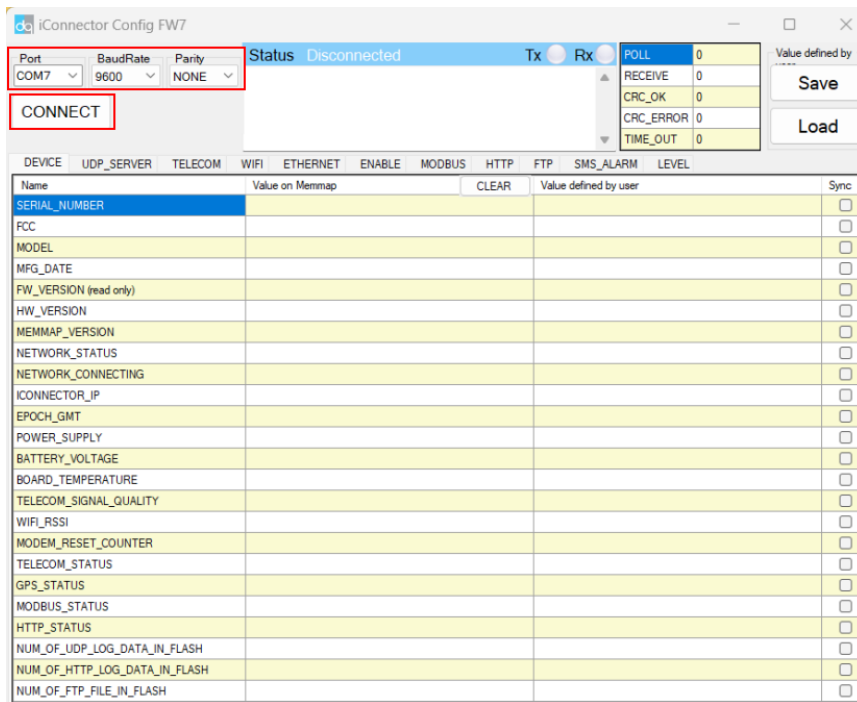 dq iConnector Config FW7
Port BaudRate Parity
COM7 9600 NONE
CONNECT
Status Disconnected Tx Rx
POLL 0
RECEIVE 0
CRC_OK 0
CRC_ERROR 0
TIME_OUT 0
Value defined by
Save
Load
DEVICE UDP_SERVER TELECOM WIFI ETHERNET ENABLE MODBUS HTTP FTP SMS_ALARM LEVEL
Name Value on Memmap CLEAR Value defined by user Sync
SERIAL_NUMBER
FCC
MODEL
MFG_DATE
FW_VERSION (read only)
HW_VERSION
MEMMAP_VERSION
NETWORK_STATUS
NETWORK_CONNECTING
ICONNECTOR_IP
EPOCH_GMT
POWER_SUPPLY
BATTERY_VOLTAGE
BOARD_TEMPERATURE
TELECOM_SIGNAL_QUALITY
WIFI_RSSI
MODEM_RESET_COUNTER
TELECOM_STATUS
GPS_STATUS
MODBUS_STATUS
HTTP_STATUS
NUM_OF_UDP_LOG_DATA_IN_FLASH
NUM_OF_HTTP_LOG_DATA_IN_FLASH
NUM_OF_FTP_FILE_IN_FLASH